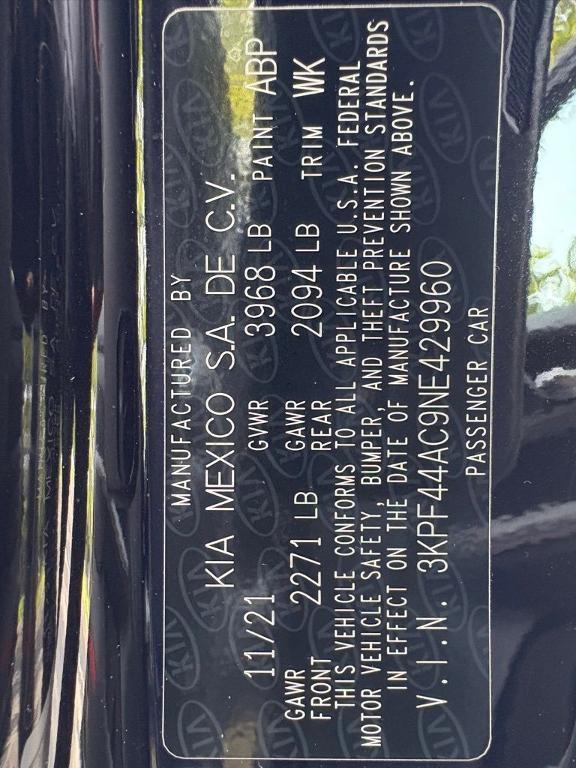 MANUFACTURED BY
KIA MEXICO S.A. DE C.V.
11/21 GVWR 3968 LB PAINT ABP
GAWR FRONT 2271 LB GAWR REAR 2094 LB TRIM WK
THIS VEHICLE CONFORMS TO ALL APPLICABLE U.S.A. FEDERAL
MOTOR VEHICLE SAFETY, BUMPER, AND THEFT PREVENTION STANDARDS
IN EFFECT ON THE DATE OF MANUFACTURE SHOWN ABOVE.
V.I.N. 3KPF44AC9NE429960
PASSENGER CAR